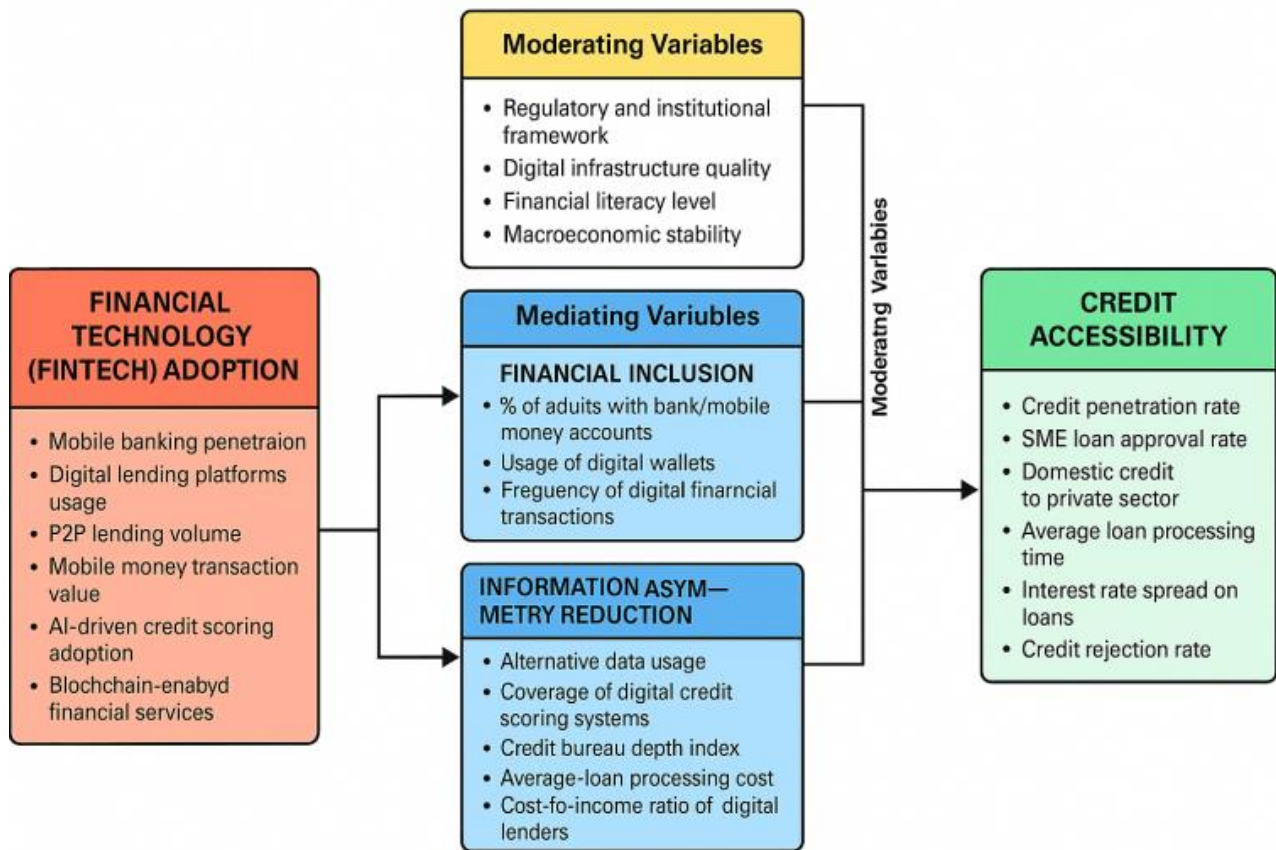 Moderating Variables
• Regulatory and institutional
framework
• Digital infrastructure quality
• Financial literacy level
• Macroeconomic stability
FINANCIAL
TECHNOLOGY
(FINTECH) ADOPTION
• Mobile banking penetraion
• Digital lending platforms
usage
• P2P lending volume
• Mobile money transaction
value
• AI-driven credit scoring
adoption
• Blochchain-enabyd
financial services
Mediating Variubles
FINANCIAL INCLUSION
• % of aduits with bank/mobile
money accounts
• Usage of digital wallets
• Freguency of digital finarncial
transactions
INFORMATION ASYM—
METRY REDUCTION
• Alternative data usage
• Coverage of digital credit
scoring systems
• Credit bureau depth index
• Average-loan processing cost
• Cost-fo-income ratio of digital
lenders
Moderatng Varlabies
CREDIT
ACCESSIBILITY
• Credit penetration rate
• SME loan approval rate
• Domestic credit
to private sector
• Average loan processing
time
• Interest rate spread on
loans
• Credit rejection rate